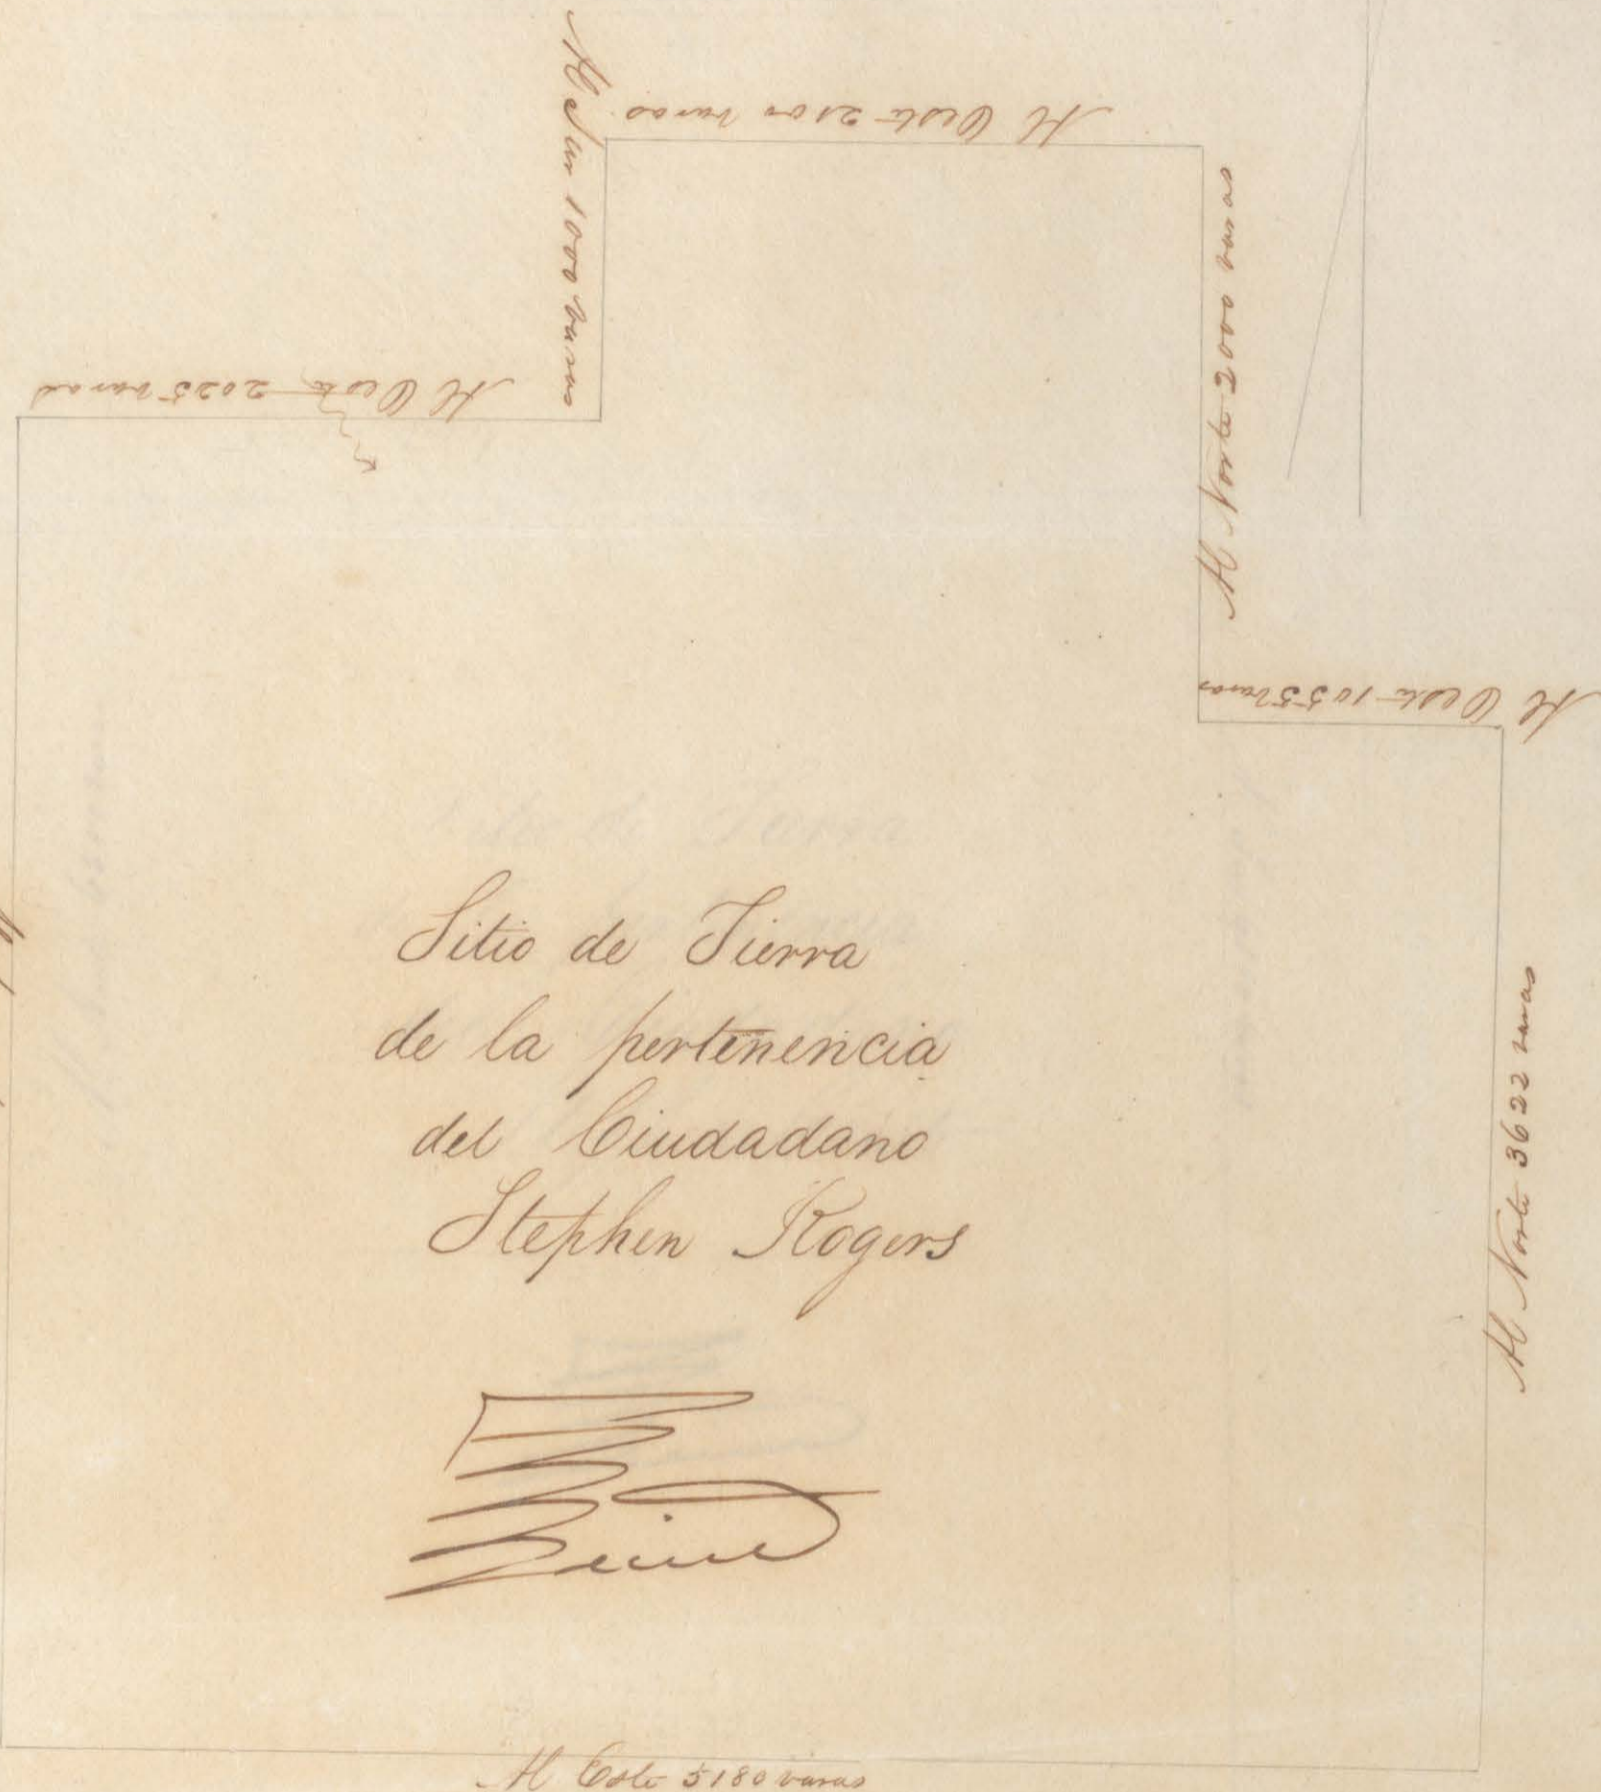 Al Oeste 2100 varas
Al Sur 1000 varas
Al Norte 2000 varas
Al Oeste 2025 varas
Al Oeste 1055 varas
Sitio de Tierra
de la pertenencia
del Ciudadano
Stephen Rogers
Al Norte 3622 varas
Al Este 5180 varas